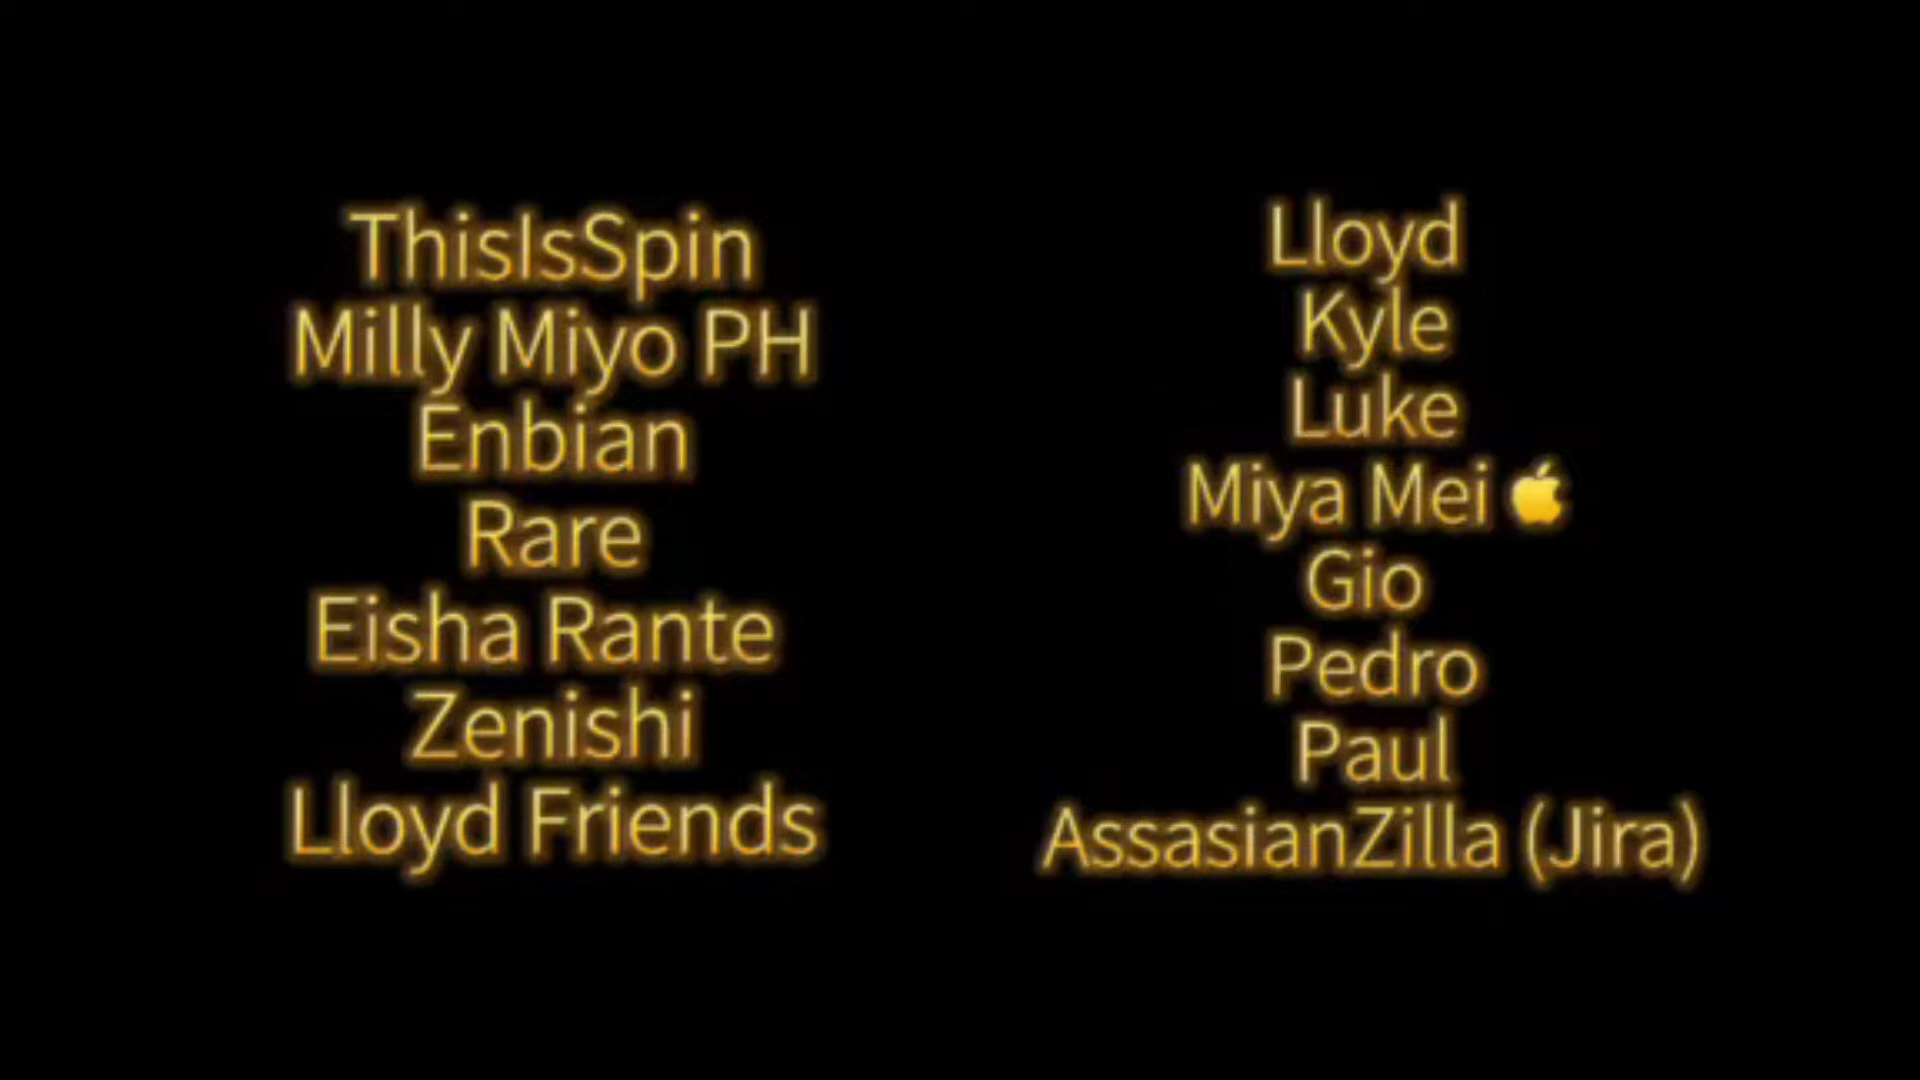 ThisIsSpin
Milly Miyo PH
Enbian
Rare
Eisha Rante
Zenishi
Lloyd Friends
Lloyd
Kyle
Luke
Miya Mei 🍎
Gio
Pedro
Paul
AssasianZilla (Jira)